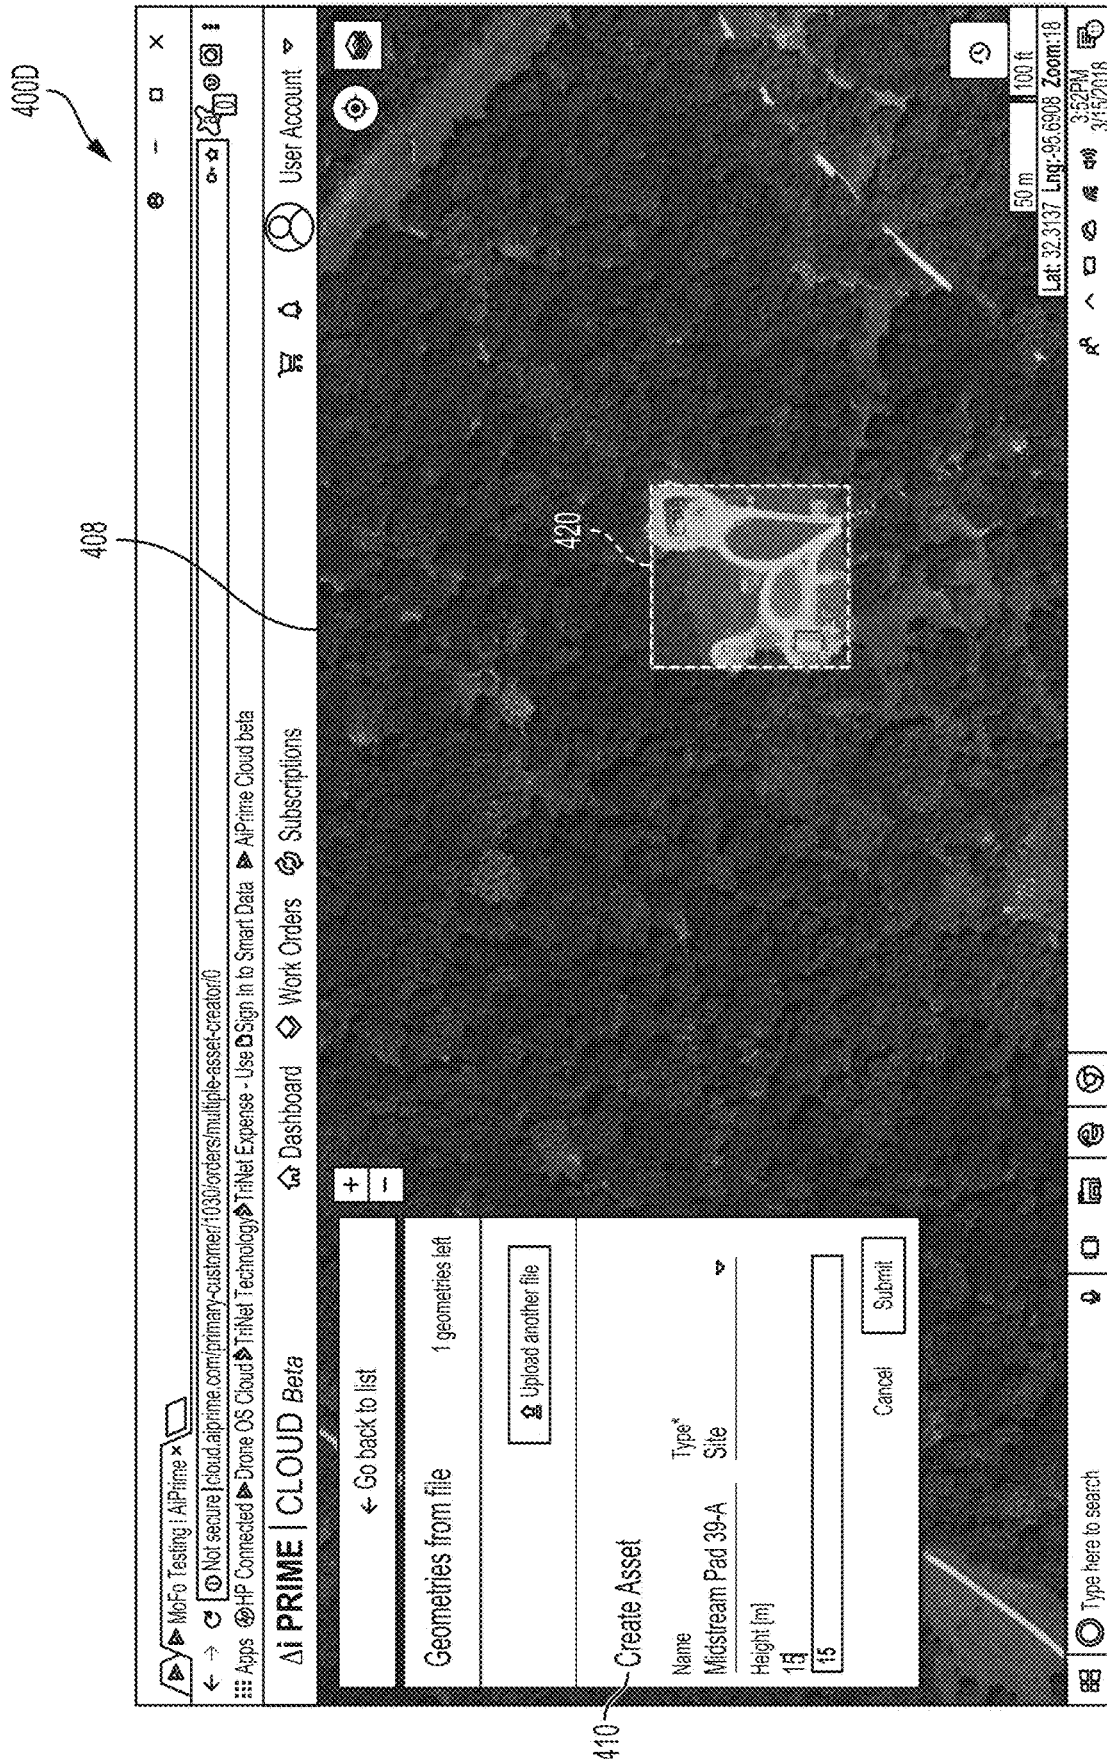 400D
MoFo Testing | AiPrime ×
Not secure | cloud.aiprime.com/primary-customer/1030/orders/multiple-asset-creator/0
Apps HP Connected Drone OS Cloud TriNet Technology TriNet Expense - Use Sign In to Smart Data AiPrime Cloud beta
Ai PRIME | CLOUD Beta
Dashboard
Work Orders
Subscriptions
User Account
408
+
−
← Go back to list
Geometries from file
1 geometries left
Upload another file
410
Create Asset
Name
Midstream Pad 39-A
Type*
Site
Height [m]
15
15
Cancel
Submit
420
50 m
100 ft
Lat: 32.3137 Lng:-95.6908 Zoom:18
Type here to search
3:52PM
3/15/2018